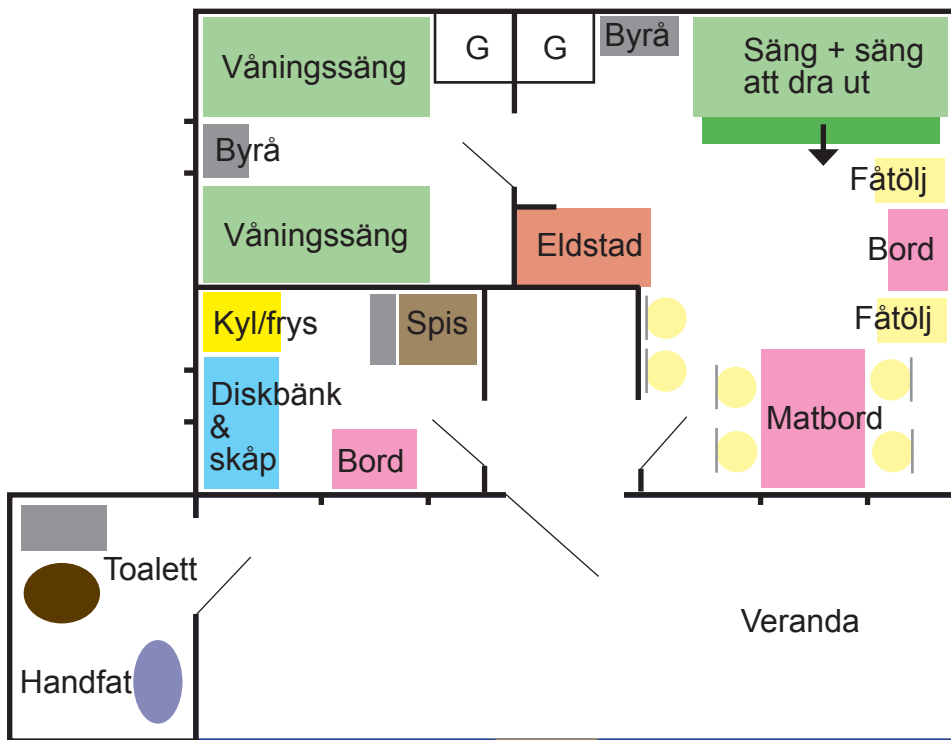 Våningssäng
G
G
Byrå
Säng + säng
att dra ut
Byrå
Fåtölj
Våningssäng
Eldstad
Bord
Kyl/frys
Spis
Fåtölj
Diskbänk
&
skåp
Bord
Matbord
Toalett
Veranda
Handfat